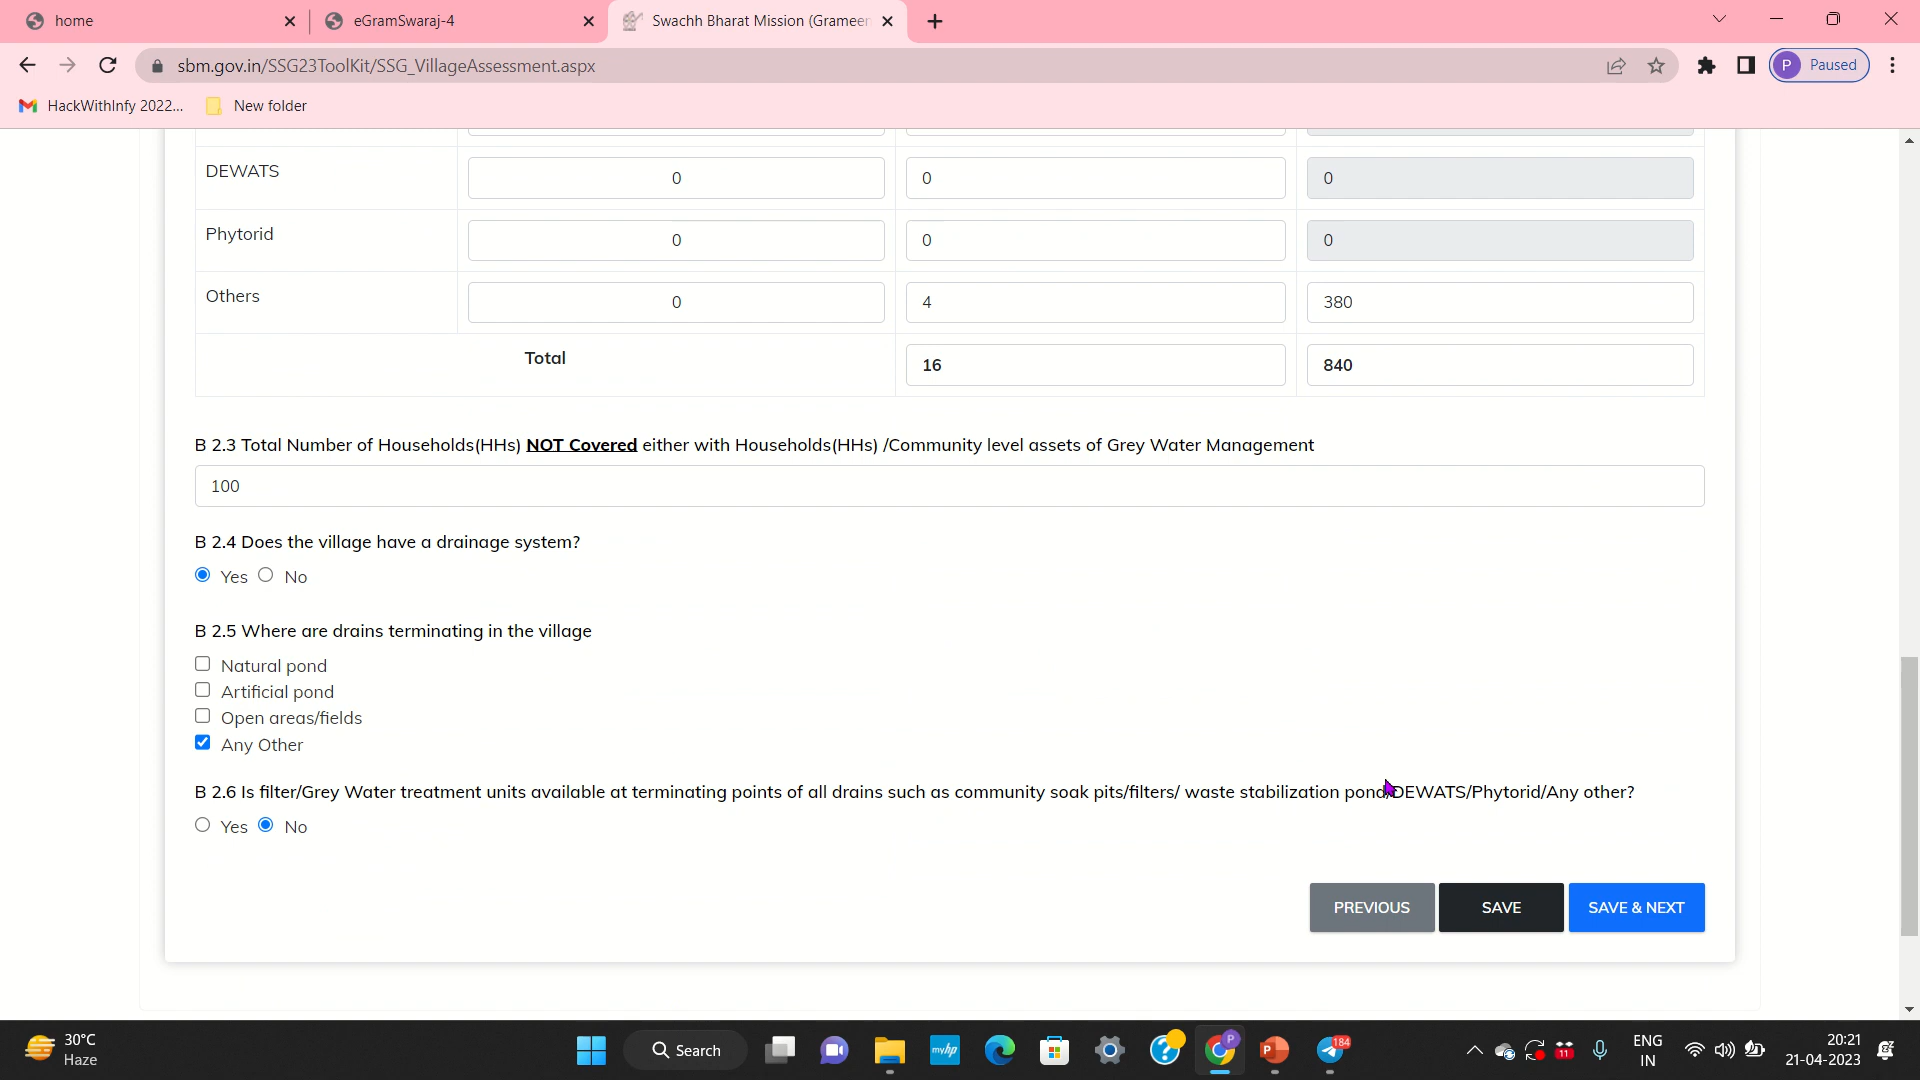 home
eGramSwaraj-4
Swachh Bharat Mission (Grameen
sbm.gov.in/SSG23ToolKit/SSG_VillageAssessment.aspx
P Paused
HackWithInfy 2022...
New folder
DEWATS 0 0 0
Phytorid 0 0 0
Others 0 4 380
Total 16 840
B 2.3 Total Number of Households(HHs) NOT Covered either with Households(HHs) /Community level assets of Grey Water Management
100
B 2.4 Does the village have a drainage system?
Yes No
B 2.5 Where are drains terminating in the village
Natural pond
Artificial pond
Open areas/fields
Any Other
B 2.6 Is filter/Grey Water treatment units available at terminating points of all drains such as community soak pits/filters/ waste stabilization pond/DEWATS/Phytorid/Any other?
Yes No
PREVIOUS SAVE SAVE & NEXT
30°C
Haze
Search
myhp
P
184
11
ENG
IN
20:21
21-04-2023